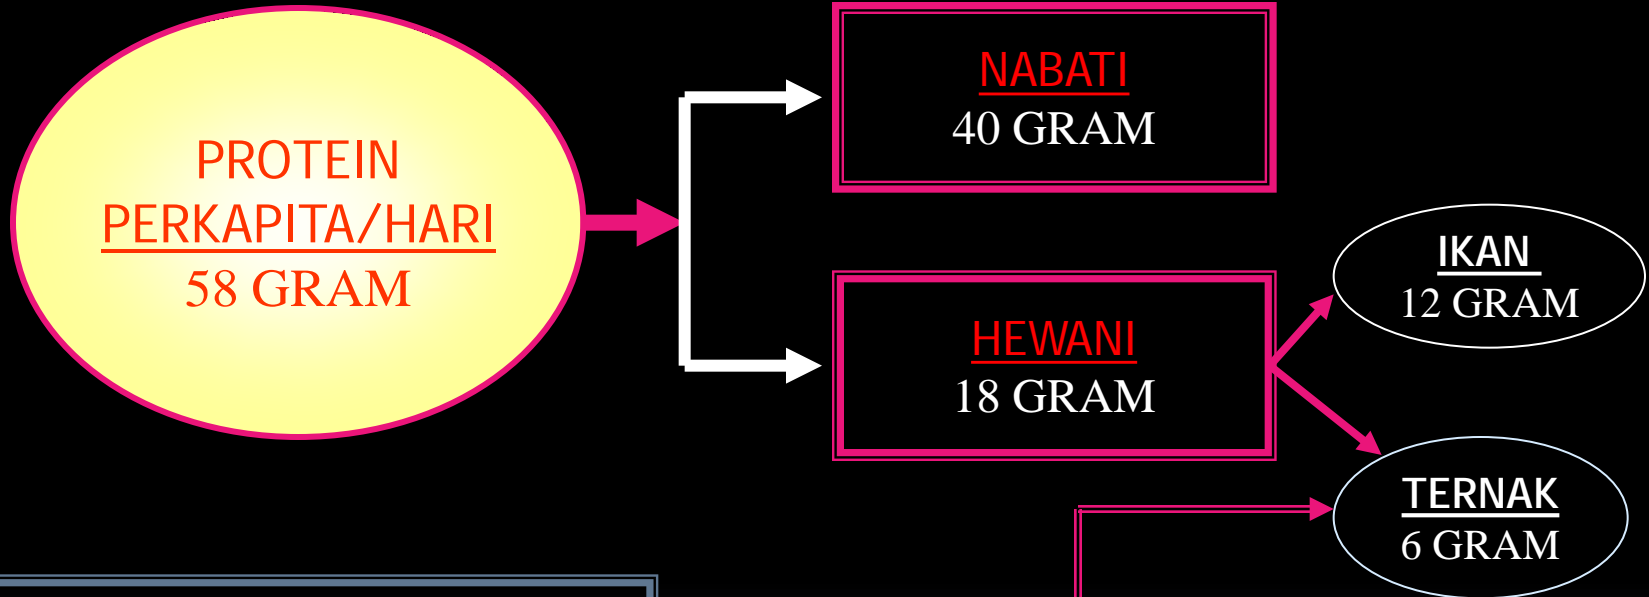 PROTEIN
PERKAPITA/HARI
58 GRAM
NABATI
40 GRAM
HEWANI
18 GRAM
IKAN
12 GRAM
TERNAK
6 GRAM